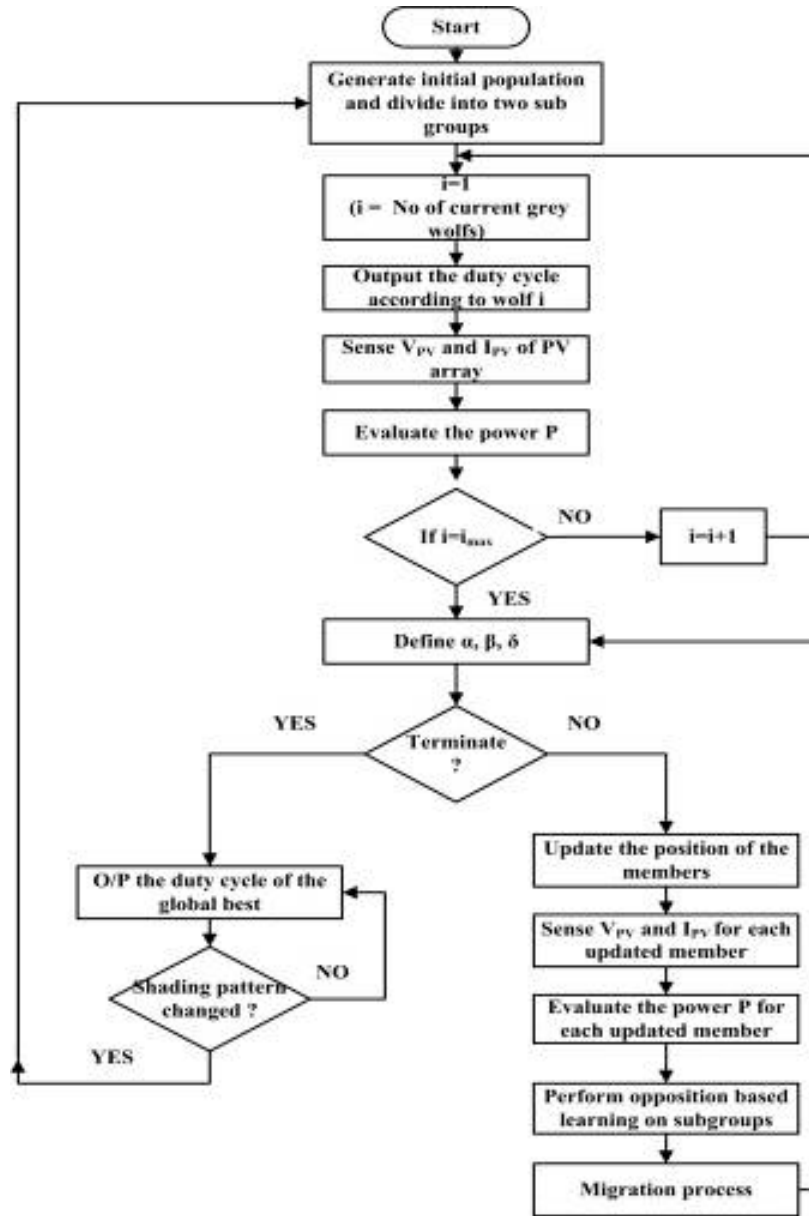 Start
Generate initial population
and divide into two sub
groups
i=1
(i = No of current grey
wolfs)
Output the duty cycle
according to wolf i
Sense VPV and IPV of PV
array
Evaluate the power P
If i=imax
NO
i=i+1
YES
Define α, β, δ
YES
Terminate
?
NO
O/P the duty cycle of the
global best
Shading pattern
changed ?
NO
YES
Update the position of the
members
Sense VPV and IPV for each
updated member
Evaluate the power P for
each updated member
Perform opposition based
learning on subgroups
Migration process